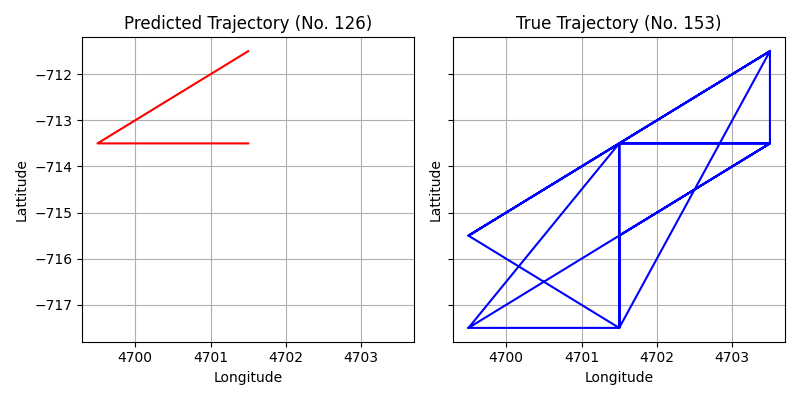 Predicted Trajectory (No. 126)
True Trajectory (No. 153)
−712
−713
−714
−715
−716
−717
Lattitude
Lattitude
4700
4701
4702
4703
4700
4701
4702
4703
Longitude
Longitude